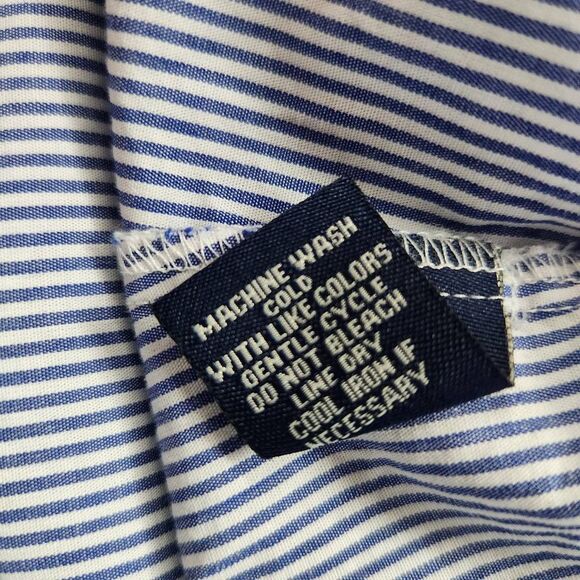 MACHINE WASH
COLD
WITH LIKE COLORS
GENTLE CYCLE
DO NOT BLEACH
LINE DRY
COOL IRON IF
NECESSARY